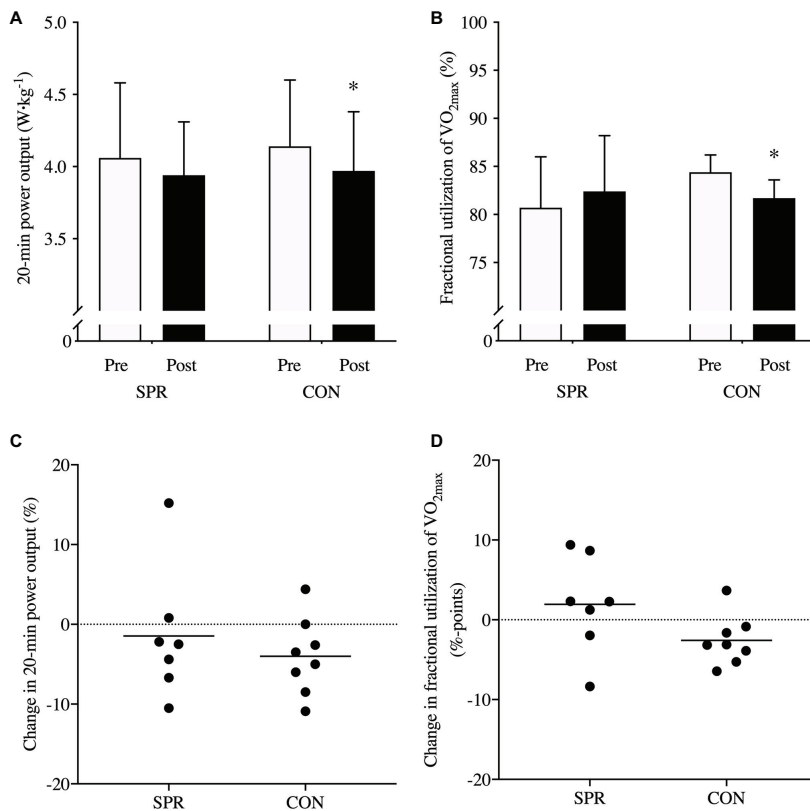 A
5.0
4.5
4.0
3.5
0
20-min power output (W·kg⁻¹)
*
Pre Post Pre Post
SPR CON
B
100
95
90
85
80
75
0
Fractional utilization of VO₂max (%)
*
Pre Post Pre Post
SPR CON
C
20
10
0
-10
-20
Change in 20-min power output (%)
SPR CON
D
20
10
0
-10
-20
Change in fractional utilization of VO₂max
(%-points)
SPR CON